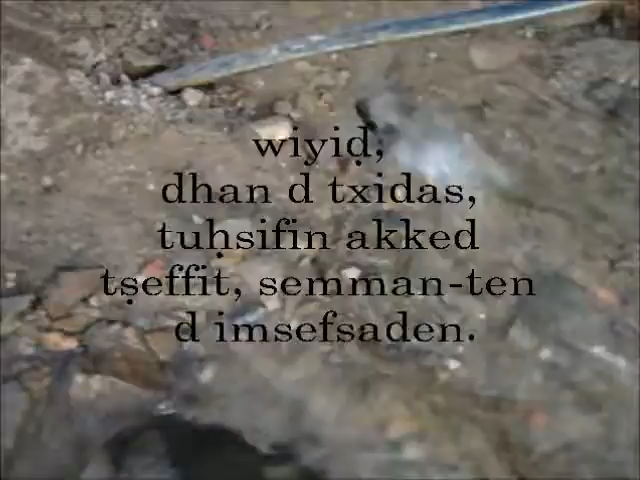 wiyiḍ,
dhan d txidas,
tuḥsifin akked
tṣeffit, semman-ten
d imsefsaden.